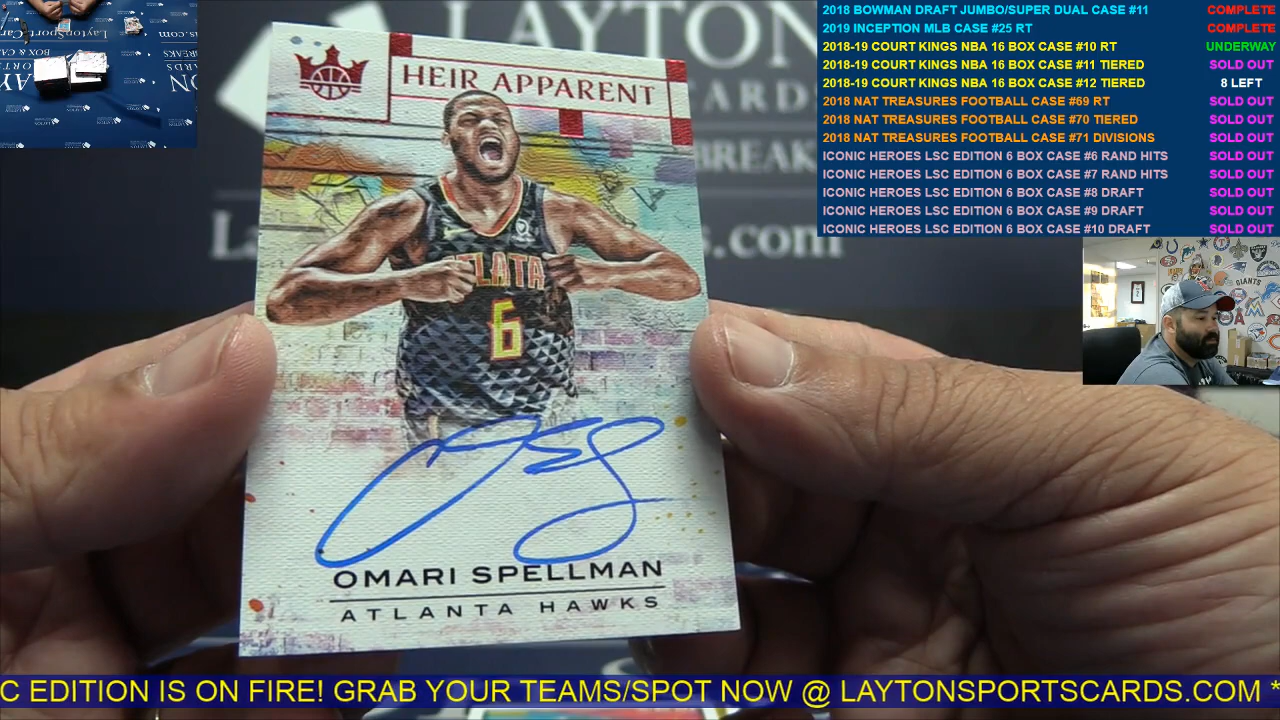 2018 BOWMAN DRAFT JUMBO/SUPER DUAL CASE #11 COMPLETE
2019 INCEPTION MLB CASE #25 RT COMPLETE
2018-19 COURT KINGS NBA 16 BOX CASE #10 RT UNDERWAY
2018-19 COURT KINGS NBA 16 BOX CASE #11 TIERED SOLD OUT
2018-19 COURT KINGS NBA 16 BOX CASE #12 TIERED 8 LEFT
2018 NAT TREASURES FOOTBALL CASE #69 RT SOLD OUT
2018 NAT TREASURES FOOTBALL CASE #70 TIERED SOLD OUT
2018 NAT TREASURES FOOTBALL CASE #71 DIVISIONS SOLD OUT
ICONIC HEROES LSC EDITION 6 BOX CASE #6 RAND HITS SOLD OUT
ICONIC HEROES LSC EDITION 6 BOX CASE #7 RAND HITS SOLD OUT
ICONIC HEROES LSC EDITION 6 BOX CASE #8 DRAFT SOLD OUT
ICONIC HEROES LSC EDITION 6 BOX CASE #9 DRAFT SOLD OUT
ICONIC HEROES LSC EDITION 6 BOX CASE #10 DRAFT SOLD OUT
LAYTON
CARDS
BREAK
.com
GIANTS
HEIR APPARENT
ATLANTA
6
OMARI SPELLMAN
ATLANTA HAWKS
C EDITION IS ON FIRE! GRAB YOUR TEAMS/SPOT NOW @ LAYTONSPORTSCARDS.COM *